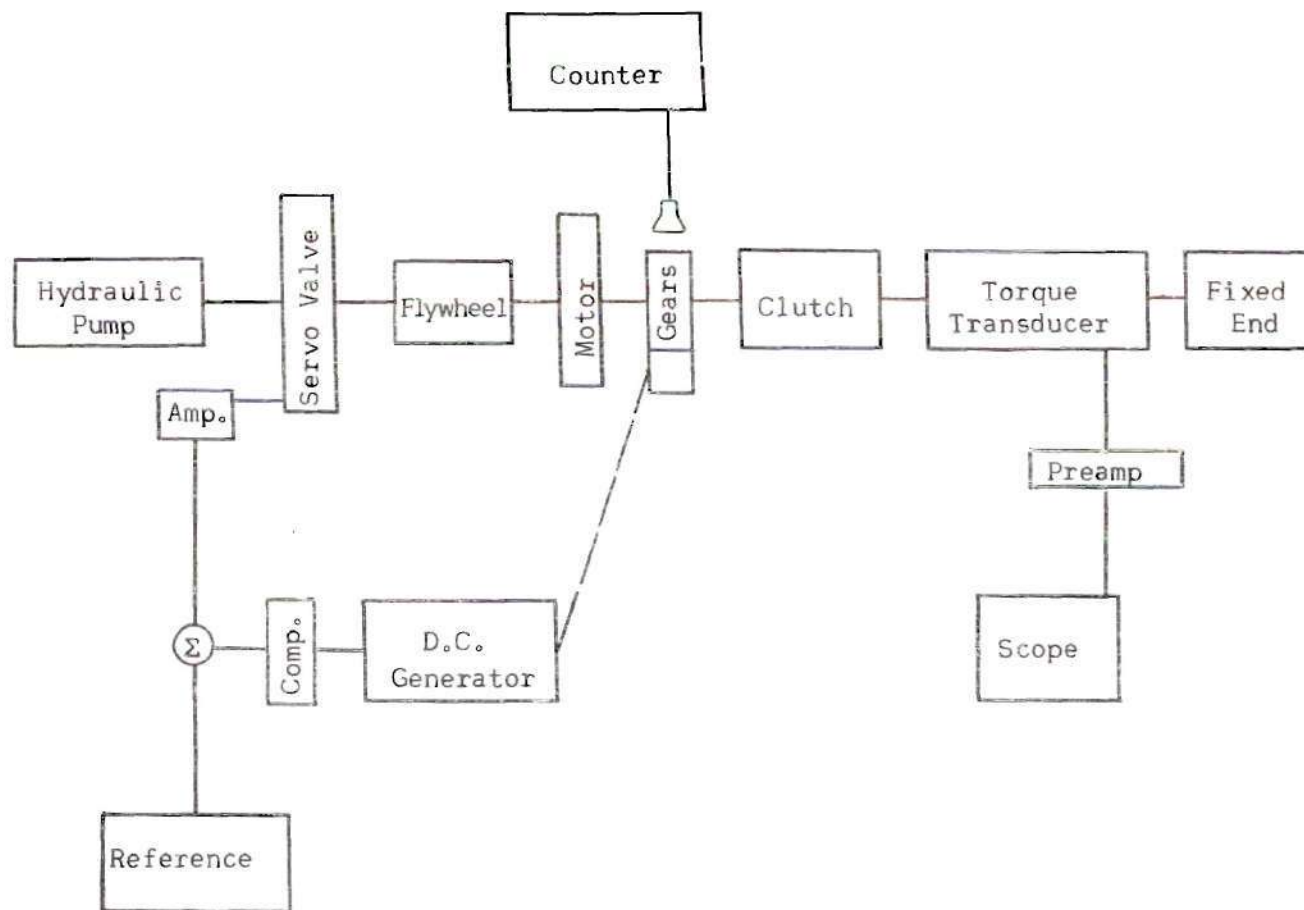 Counter
Hydraulic
Pump
Servo Valve
Flywheel
Motor
Gears
Clutch
Torque
Transducer
Fixed
End
Amp.
Preamp
Σ
Comp.
D.C.
Generator
Scope
Reference